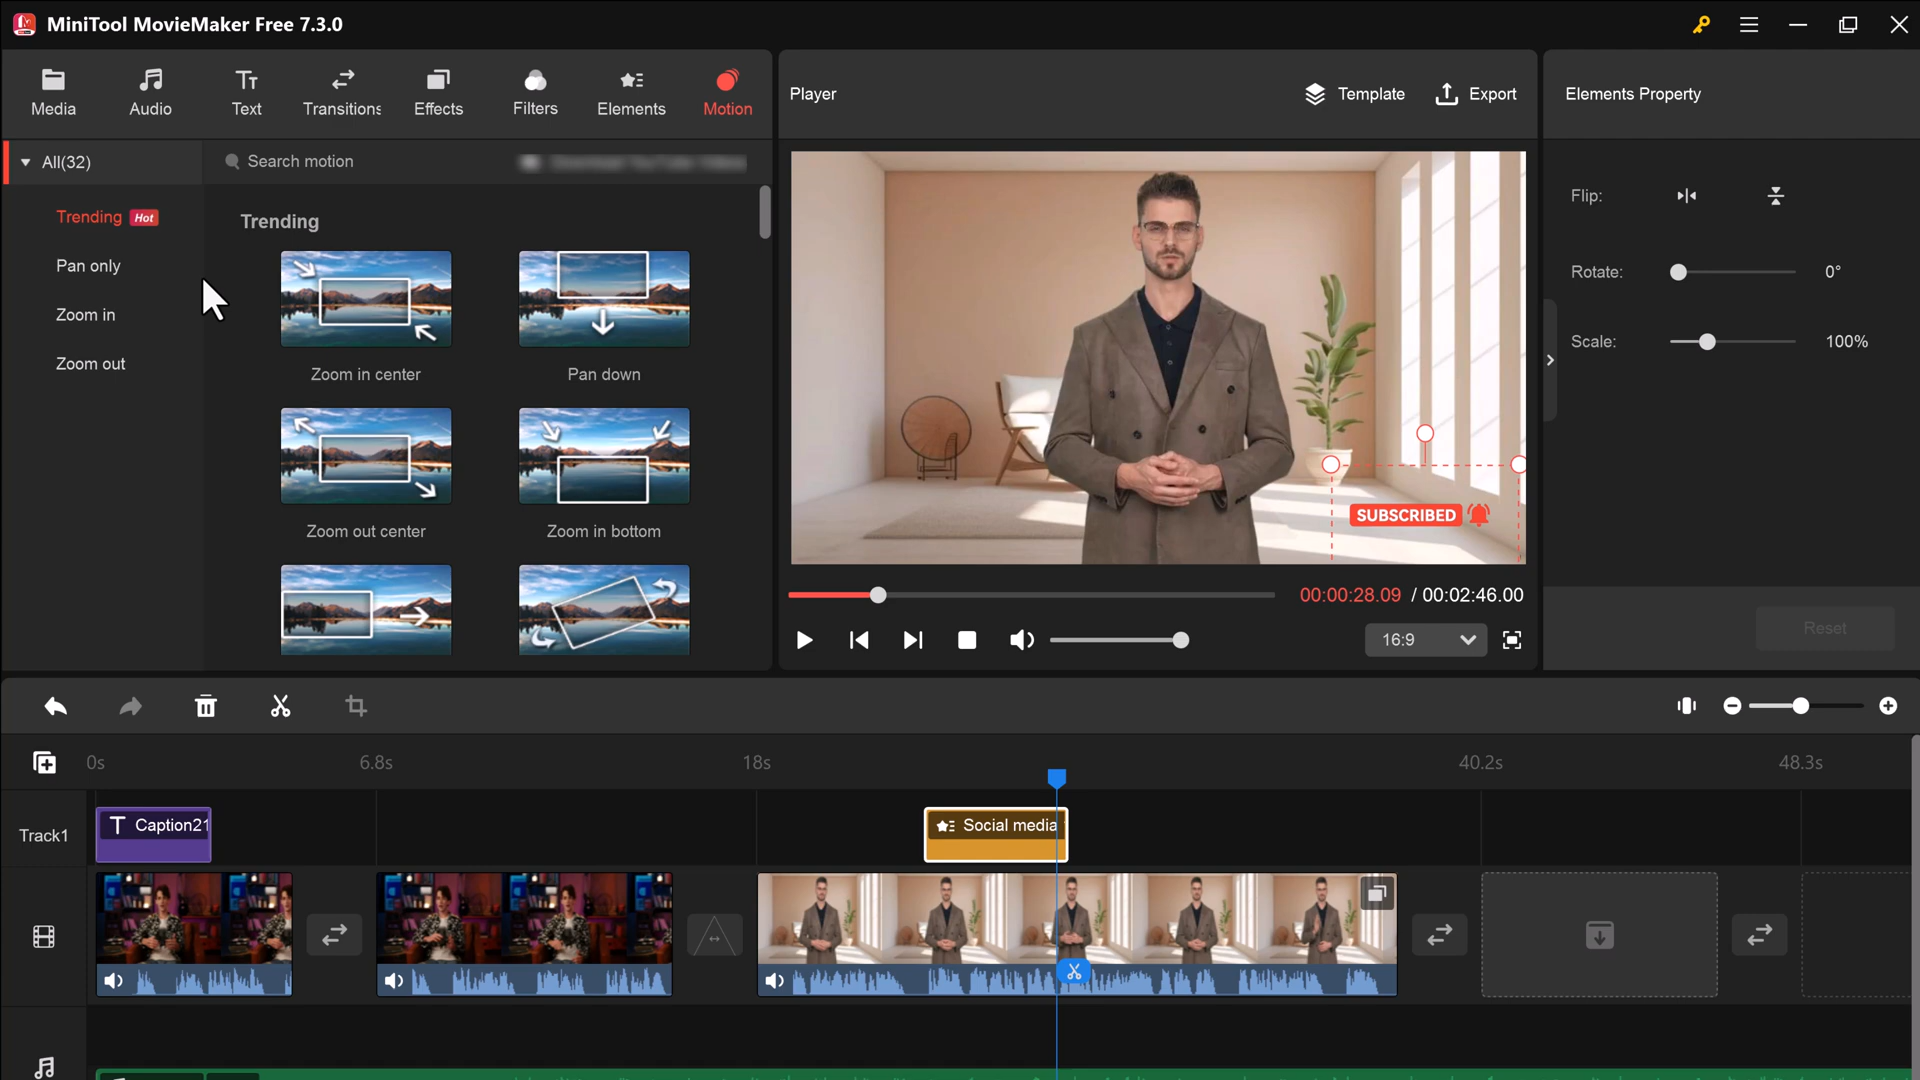 MiniTool MovieMaker Free 7.3.0
Media
Audio
Text
Transitions
Effects
Filters
Elements
Motion
Player
Template
Export
Elements Property
All(32)
Search motion
Trending Hot
Pan only
Zoom in
Zoom out
Trending
Zoom in center
Pan down
Zoom out center
Zoom in bottom
SUBSCRIBED
Flip:
Rotate:
0°
Scale:
100%
Reset
00:00:28.09 / 00:02:46.00
16:9
0s
6.8s
18s
40.2s
48.3s
Track1
Caption21
Social media